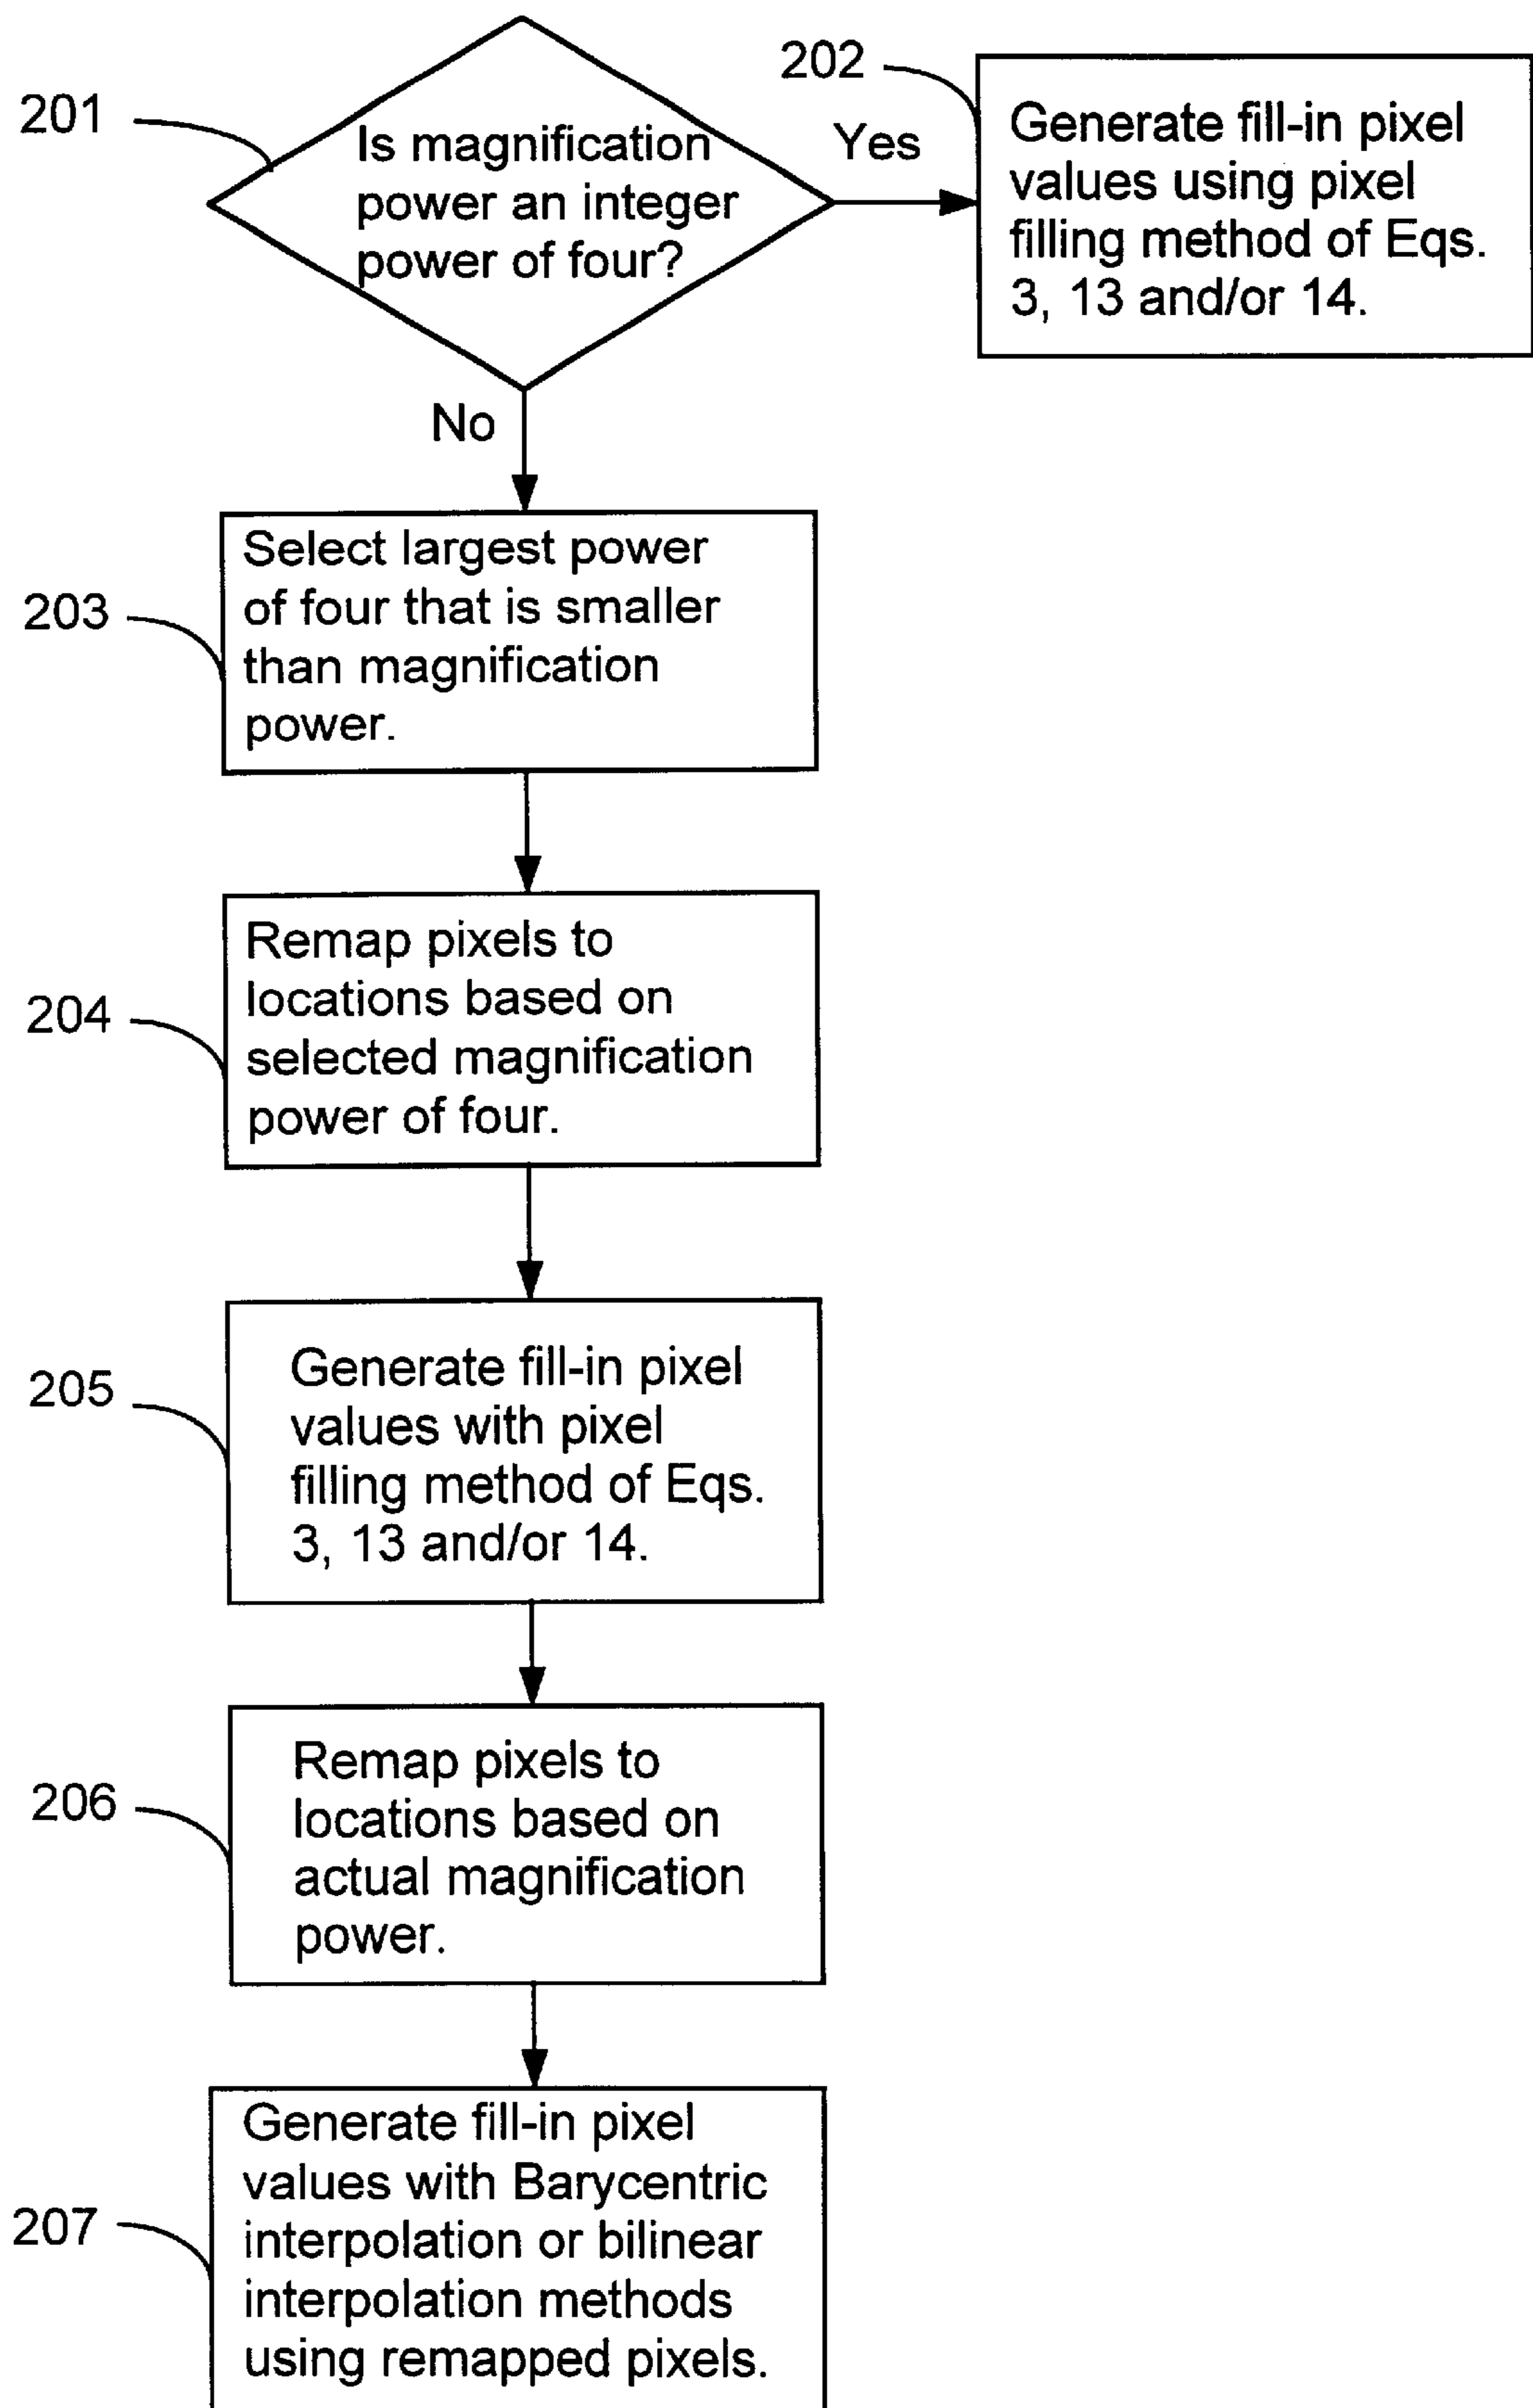 201
Is magnification
power an integer
power of four?
Yes
202
Generate fill-in pixel
values using pixel
filling method of Eqs.
3, 13 and/or 14.
No
203
Select largest power
of four that is smaller
than magnification
power.
204
Remap pixels to
locations based on
selected magnification
power of four.
205
Generate fill-in pixel
values with pixel
filling method of Eqs.
3, 13 and/or 14.
206
Remap pixels to
locations based on
actual magnification
power.
207
Generate fill-in pixel
values with Barycentric
interpolation or bilinear
interpolation methods
using remapped pixels.